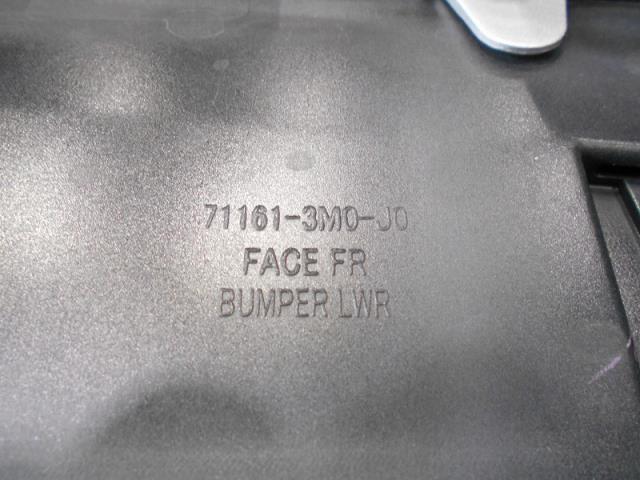 71161-3M0-J0
FACE FR
BUMPER LWR